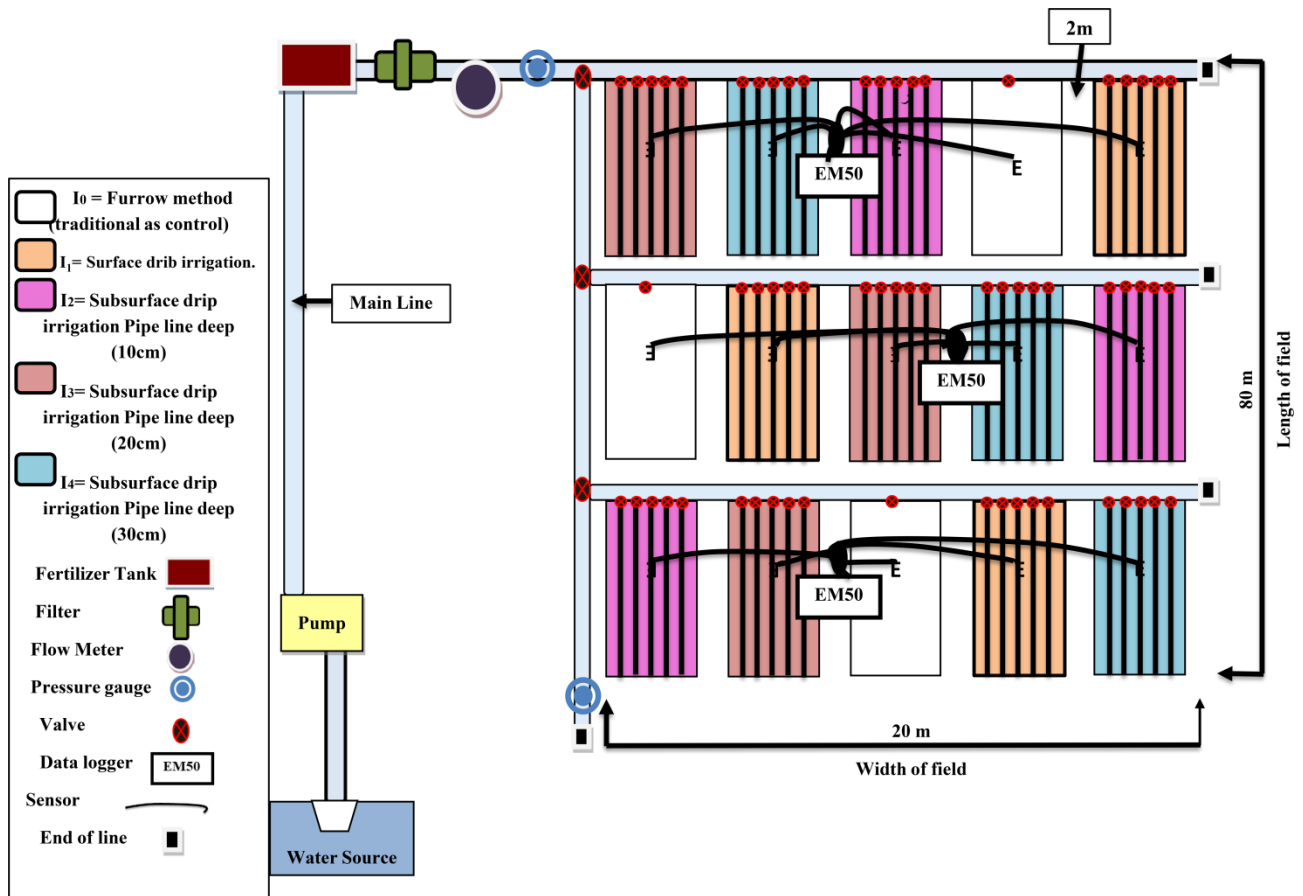 2m
EM50
I0 = Furrow method
(traditional as control)
I1= Surface drib irrigation.
I2= Subsurface drip
irrigation Pipe line deep
(10cm)
I3= Subsurface drip
irrigation Pipe line deep
(20cm)
I4= Subsurface drip
irrigation Pipe line deep
(30cm)
Fertilizer Tank
Filter
Flow Meter
Pressure gauge
Valve
Data logger
EM50
Sensor
End of line
Main Line
Pump
Water Source
E
E
E
E
E
EM50
E
E
E
E
E
EM50
E
E
E
E
E
80 m
Length of field
20 m
Width of field